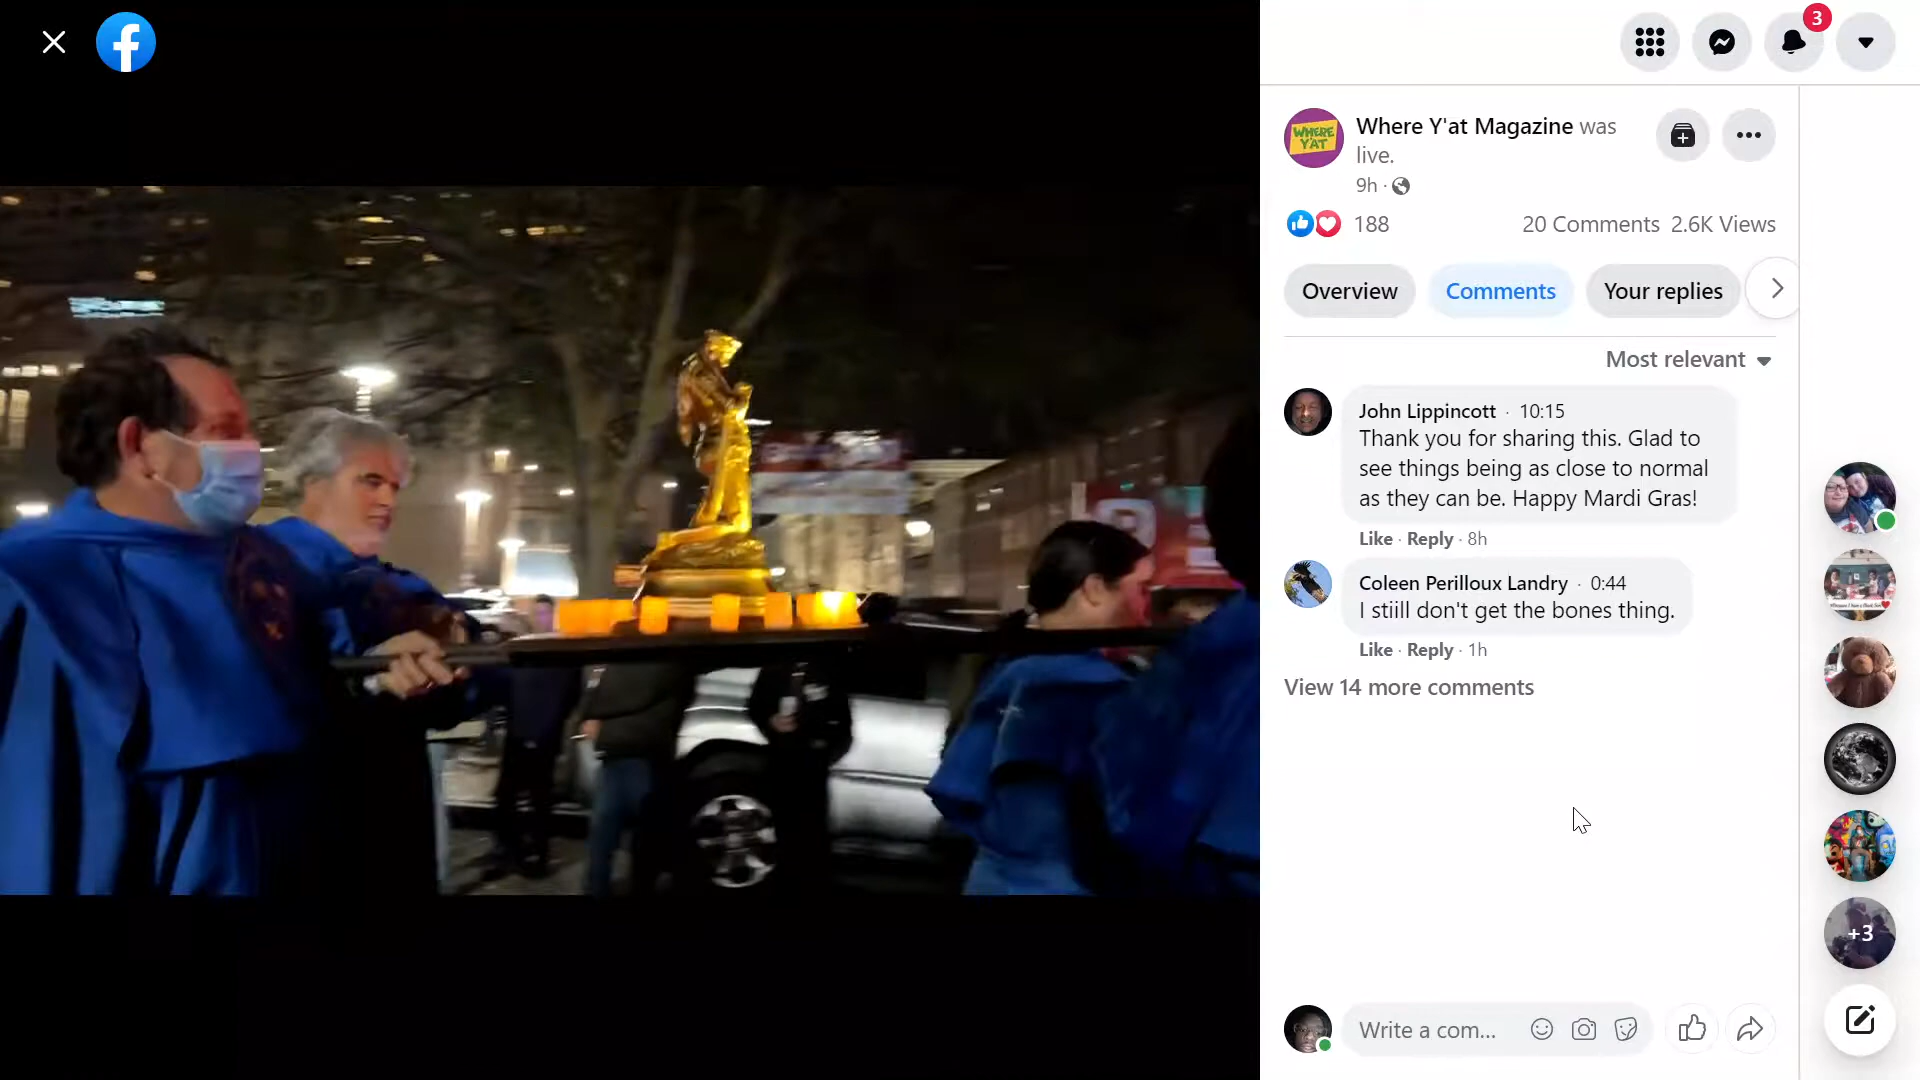 3
WHERE
Y'AT
Where Y'at Magazine was
live.
9h ·
188
20 Comments 2.6K Views
Overview
Comments
Your replies
Most relevant
John Lippincott · 10:15
Thank you for sharing this. Glad to
see things being as close to normal
as they can be. Happy Mardi Gras!
Like · Reply · 8h
Coleen Perilloux Landry · 0:44
I stiill don't get the bones thing.
Like · Reply · 1h
View 14 more comments
+3
Write a com...